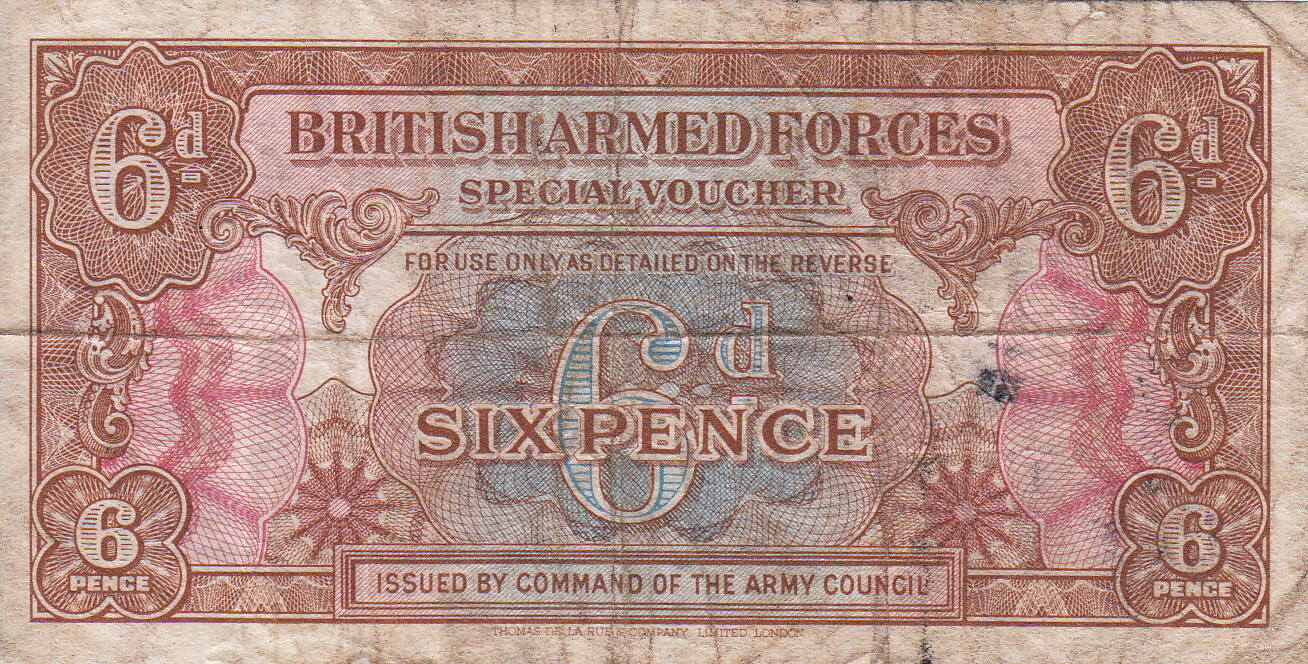 6d
6d
BRITISH ARMED FORCES
SPECIAL VOUCHER
FOR USE ONLY AS DETAILED ON THE REVERSE
6d
SIX PENCE
6
PENCE
6
PENCE
ISSUED BY COMMAND OF THE ARMY COUNCIL
THOMAS DE LA RUE & COMPANY, LIMITED, LONDON